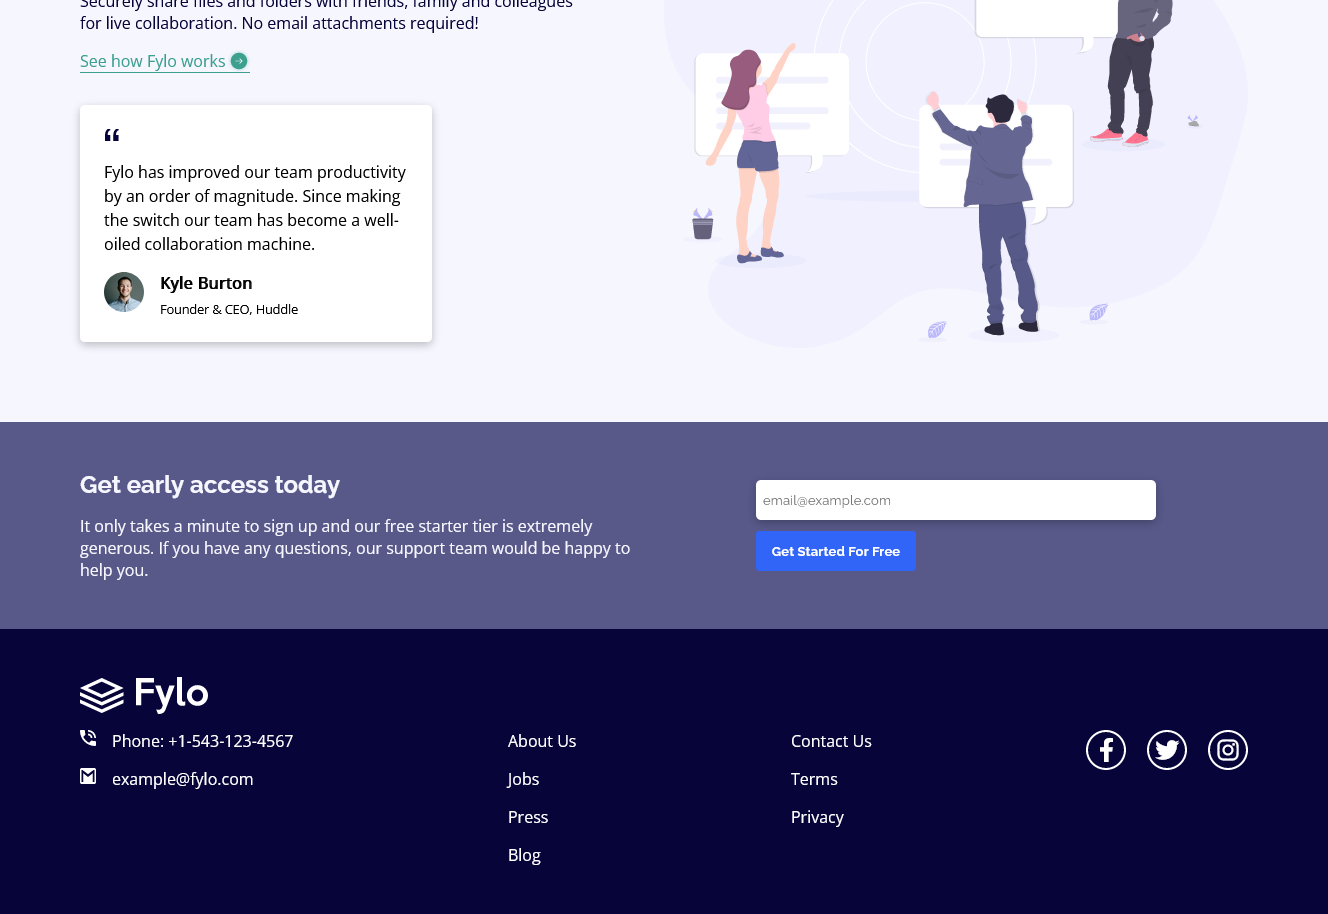 Securely share files and folders with friends, family and colleagues
for live collaboration. No email attachments required!
See how Fylo works
“
Fylo has improved our team productivity
by an order of magnitude. Since making
the switch our team has become a well-
oiled collaboration machine.
Kyle Burton
Founder & CEO, Huddle
Get early access today
It only takes a minute to sign up and our free starter tier is extremely
generous. If you have any questions, our support team would be happy to
help you.
email@example.com
Get Started For Free
Fylo
Phone: +1-543-123-4567
example@fylo.com
About Us
Jobs
Press
Blog
Contact Us
Terms
Privacy